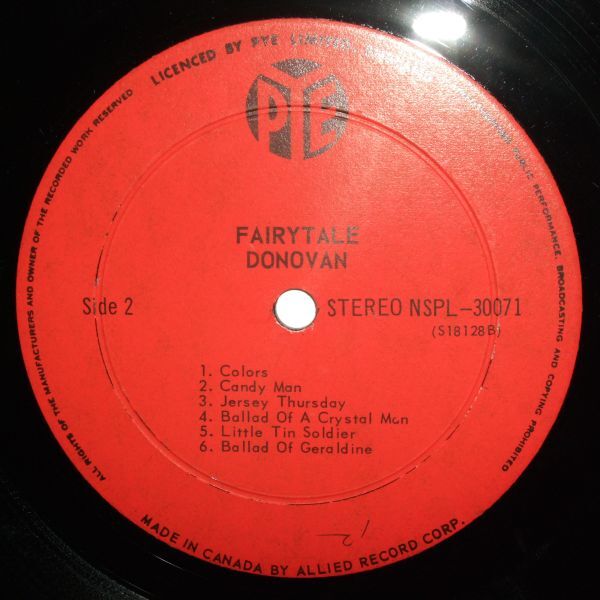 LICENCED BY PYE LIMITED,
PYE
ALL RIGHTS OF THE MANUFACTURERS AND OWNER OF THE RECORDED WORK RESERVED
PUBLIC PERFORMANCE, BROADCASTING AND COPYING PROHIBITED
FAIRYTALE
DONOVAN
Side 2
STEREO NSPL-30071
(S18128B)
1. Colors
2. Candy Man
3. Jersey Thursday
4. Ballad Of A Crystal Man
5. Little Tin Soldier
6. Ballad Of Geraldine
MADE IN CANADA BY ALLIED RECORD CORP.